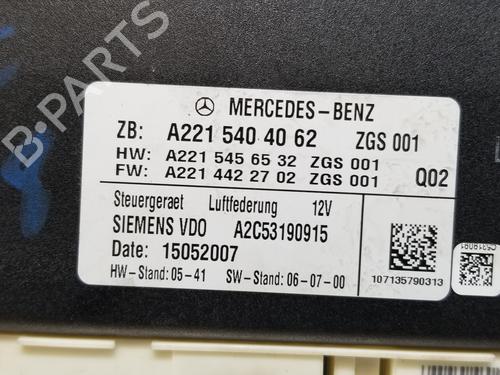 B-PARTS
MERCEDES-BENZ
ZB: A221 540 40 62 ZGS 001
HW: A221 545 65 32 ZGS 001
FW: A221 442 27 02 ZGS 001 Q02
Steuergeraet Luftfederung 12V
SIEMENS VDO A2C53190915
Date: 15052007
HW-Stand: 05-41 SW-Stand: 06-07-00
107135790313